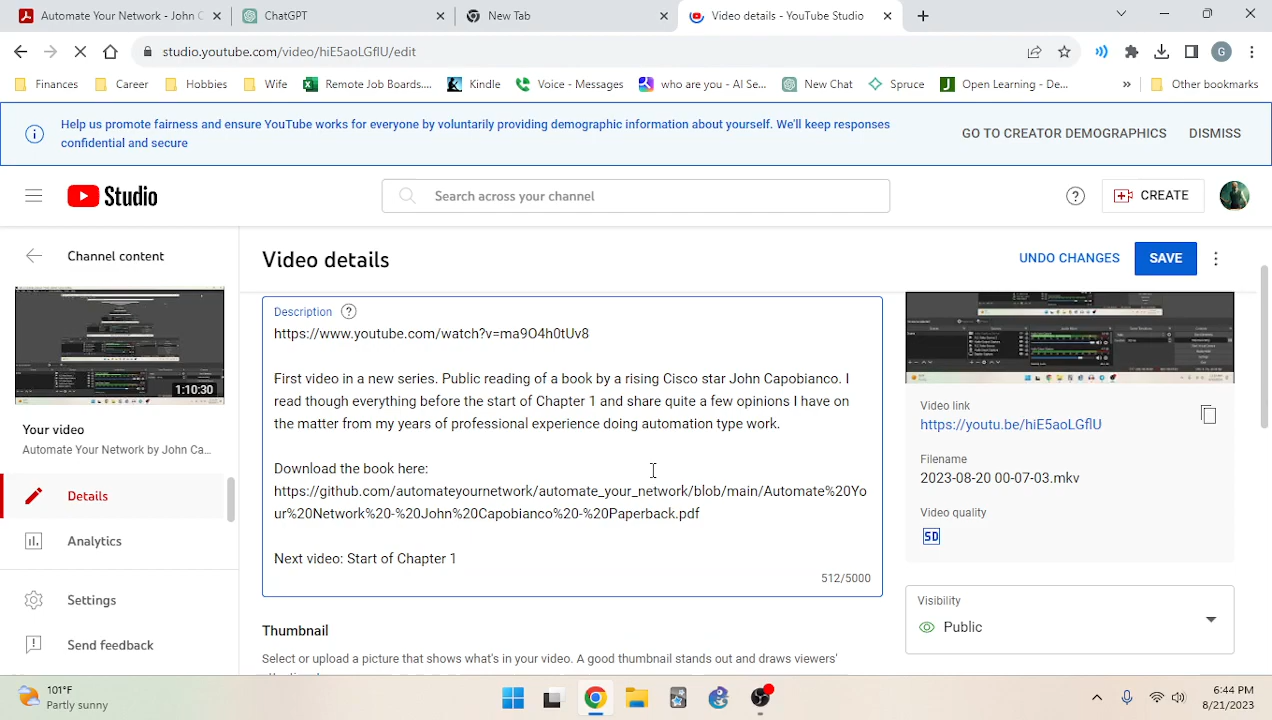 Automate Your Network - John C
ChatGPT
New Tab
Video details - YouTube Studio
studio.youtube.com/video/hiE5aoLGflU/edit
G
Finances
Career
Hobbies
Wife
Remote Job Boards....
Kindle
Voice - Messages
who are you - AI Se...
New Chat
Spruce
Open Learning - De...
»
Other bookmarks
Help us promote fairness and ensure YouTube works for everyone by voluntarily providing demographic information about yourself. We'll keep responses
confidential and secure
GO TO CREATOR DEMOGRAPHICS
DISMISS
Studio
Search across your channel
CREATE
Channel content
Video details
UNDO CHANGES
SAVE
1:10:30
Your video
Automate Your Network by John Ca...
Details
Analytics
Settings
Send feedback
Description
https://www.youtube.com/watch?v=ma9O4h0tUv8
First video in a new series. Public reading of a book by a rising Cisco star John Capobianco. I
read though everything before the start of Chapter 1 and share quite a few opinions I have on
the matter from my years of professional experience doing automation type work.
Download the book here:
https://github.com/automateyournetwork/automate_your_network/blob/main/Automate%20Yo
ur%20Network%20-%20John%20Capobianco%20-%20Paperback.pdf
Next video: Start of Chapter 1
512/5000
Thumbnail
Select or upload a picture that shows what's in your video. A good thumbnail stands out and draws viewers'
Video link
https://youtu.be/hiE5aoLGflU
Filename
2023-08-20 00-07-03.mkv
Video quality
SD
Visibility
Public
101°F
Partly sunny
6:44 PM
8/21/2023